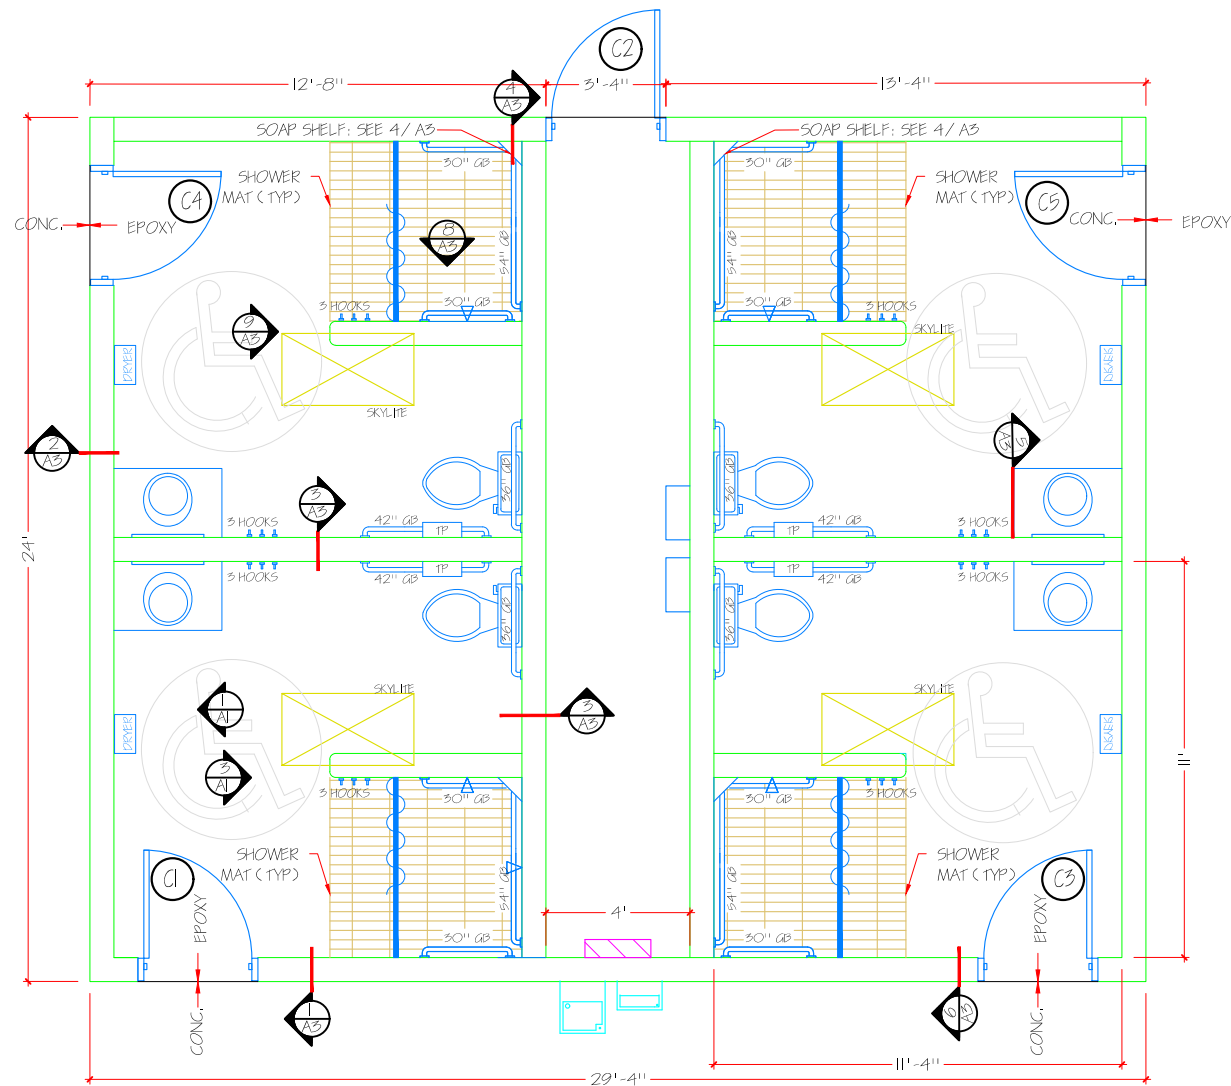 C2
12'-8"
3'-4"
13'-4"
4
A3
SOAP SHELF: SEE 4/ A3
SOAP SHELF: SEE 4/ A3
30" GB
30" GB
SHOWER
MAT ( TYP)
SHOWER
MAT ( TYP)
C4
C5
CONC.
EPOXY
CONC.
EPOXY
8
A3
54" GB
54" GB
3 HOOKS
30" GB
30" GB
3 HOOKS
9
A3
SKYLITE
DRYER
DRYER
SKYLITE
2
A3
5
A3
36" GB
36" GB
3
A3
3 HOOKS
42" GB
TP
TP
42" GB
3 HOOKS
24'
3 HOOKS
42" GB
TP
TP
42" GB
3 HOOKS
36" GB
36" GB
SKYLITE
SKYLITE
1
A1
3
A3
DRYER
DRYER
11'
3
A1
3 HOOKS
30" GB
30" GB
3 HOOKS
SHOWER
MAT ( TYP)
SHOWER
MAT ( TYP)
C1
C3
54" GB
54" GB
EPOXY
4'
EPOXY
30" GB
30" GB
CONC.
1
A3
6
A3
CONC.
11'-4"
29'-4"